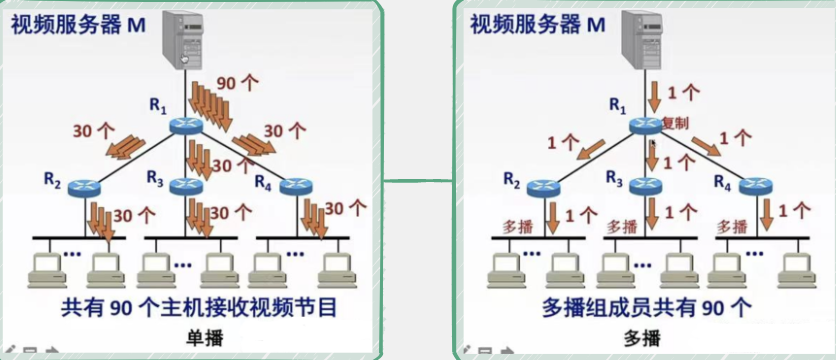 视频服务器 M
90 个
R1
30 个
30 个
30 个
R2
R3
R4
30 个
30 个
30 个
共有 90 个主机接收视频节目
单播
视频服务器 M
1 个
R1
复制
1 个
1 个
1 个
R2
R3
R4
多播
1 个
多播
1 个
多播
1 个
多播组成员共有 90 个
多播